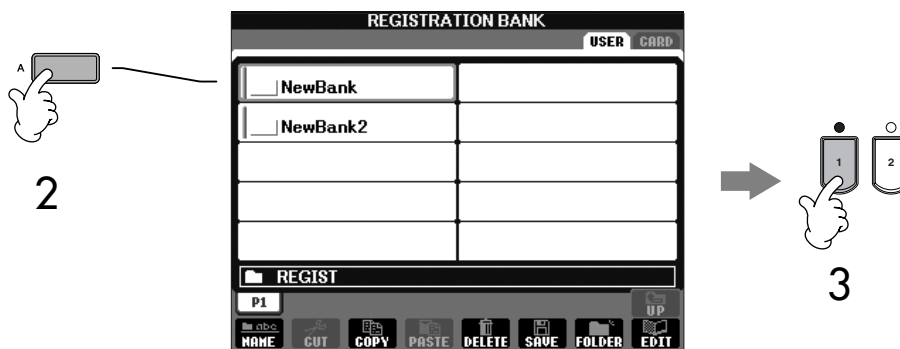 REGISTRATION BANK
USER CARD
A
NewBank
NewBank2
1 2
2
3
REGIST
P1
UP
abc
NAME CUT COPY PASTE DELETE SAVE FOLDER EDIT